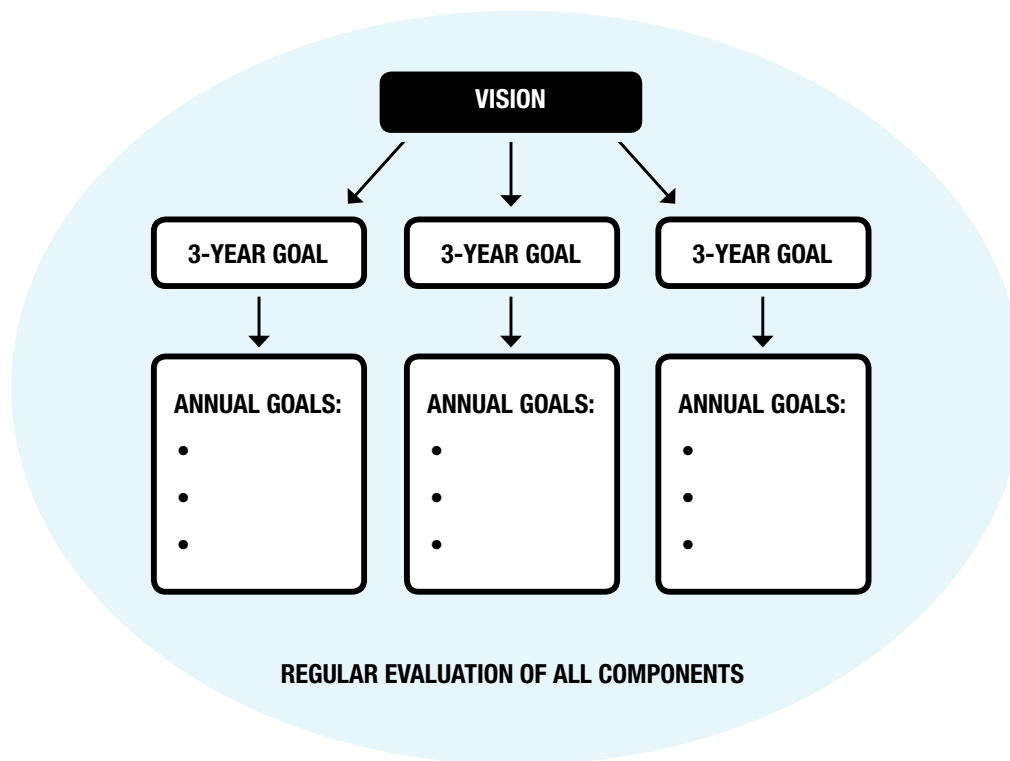 VISION
3-YEAR GOAL
3-YEAR GOAL
3-YEAR GOAL
ANNUAL GOALS:
•
•
•
ANNUAL GOALS:
•
•
•
ANNUAL GOALS:
•
•
•
REGULAR EVALUATION OF ALL COMPONENTS